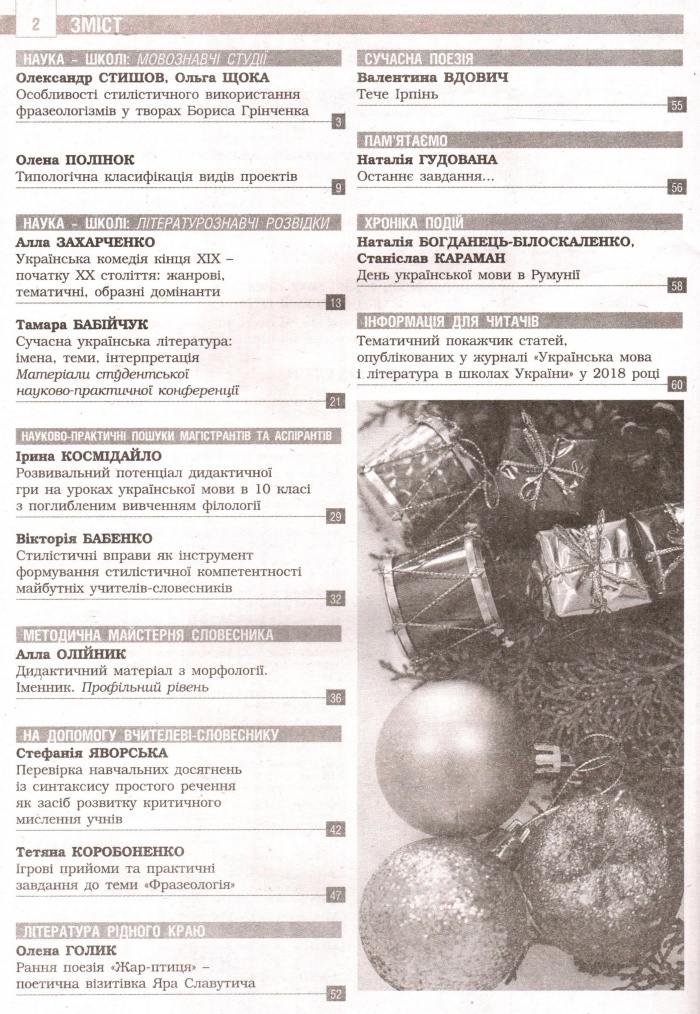 2 ЗМІСТ
НАУКА – ШКОЛІ: МОВОЗНАВЧІ СТУДІЇ
Олександр СТИШОВ, Ольга ЩОКА
Особливості стилістичного використання
фразеологізмів у творах Бориса Грінченка
3
Олена ПОЛІНОК
Типологічна класифікація видів проектів
9
НАУКА – ШКОЛІ: ЛІТЕРАТУРОЗНАВЧІ РОЗВІДКИ
Алла ЗАХАРЧЕНКО
Українська комедія кінця ХІХ –
початку ХХ століття: жанрові,
тематичні, образні домінанти
13
Тамара БАБІЙЧУК
Сучасна українська література:
імена, теми, інтерпретація
Матеріали студентської
науково-практичної конференції
21
НАУКОВО-ПРАКТИЧНІ ПОШУКИ МАГІСТРАНТІВ ТА АСПІРАНТІВ
Ірина КОСМІДАЙЛО
Розвивальний потенціал дидактичної
гри на уроках української мови в 10 класі
з поглибленим вивченням філології
29
Вікторія БАБЕНКО
Стилістичні вправи як інструмент
формування стилістичної компетентності
майбутніх учителів-словесників
32
МЕТОДИЧНА МАЙСТЕРНЯ СЛОВЕСНИКА
Алла ОЛІЙНИК
Дидактичний матеріал з морфології.
Іменник. Профільний рівень
36
НА ДОПОМОГУ ВЧИТЕЛЕВІ-СЛОВЕСНИКУ
Стефанія ЯВОРСЬКА
Перевірка навчальних досягнень
із синтаксису простого речення
як засіб розвитку критичного
мислення учнів
42
Тетяна КОРОБОНЕНКО
Ігрові прийоми та практичні
завдання до теми «Фразеологія»
47
ЛІТЕРАТУРА РІДНОГО КРАЮ
Олена ГОЛИК
Рання поезія «Жар-птиця» –
поетична візитівка Яра Славутича
52
СУЧАСНА ПОЕЗІЯ
Валентина ВДОВИЧ
Тече Ірпінь
55
ПАМ'ЯТАЄМО
Наталія ГУДОВАНА
Останнє завдання...
56
ХРОНІКА ПОДІЙ
Наталія БОГДАНЕЦЬ-БІЛОСКАЛЕНКО,
Станіслав КАРАМАН
День української мови в Румунії
58
ІНФОРМАЦІЯ ДЛЯ ЧИТАЧІВ
Тематичний покажчик статей,
опублікованих у журналі «Українська мова
і література в школах України» у 2018 році
60